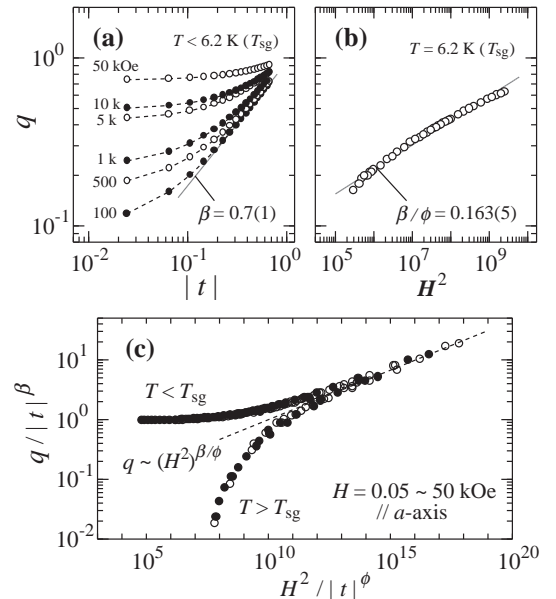 (a)
T < 6.2 K (Tsg)
50 kOe
10 k
5 k
1 k
500
100
β = 0.7(1)
q
10⁰
10⁻¹
10⁻² 10⁻¹ 10⁰
| t |
(b)
T = 6.2 K (Tsg)
β/ϕ = 0.163(5)
10⁵ 10⁷ 10⁹
H²
(c)
T < Tsg
q ~ (H²)^β/ϕ
T > Tsg
H = 0.05 ~ 50 kOe
// a-axis
q / | t |^β
10¹
10⁰
10⁻¹
10⁻²
10⁵ 10¹⁰ 10¹⁵ 10²⁰
H² / | t |^ϕ